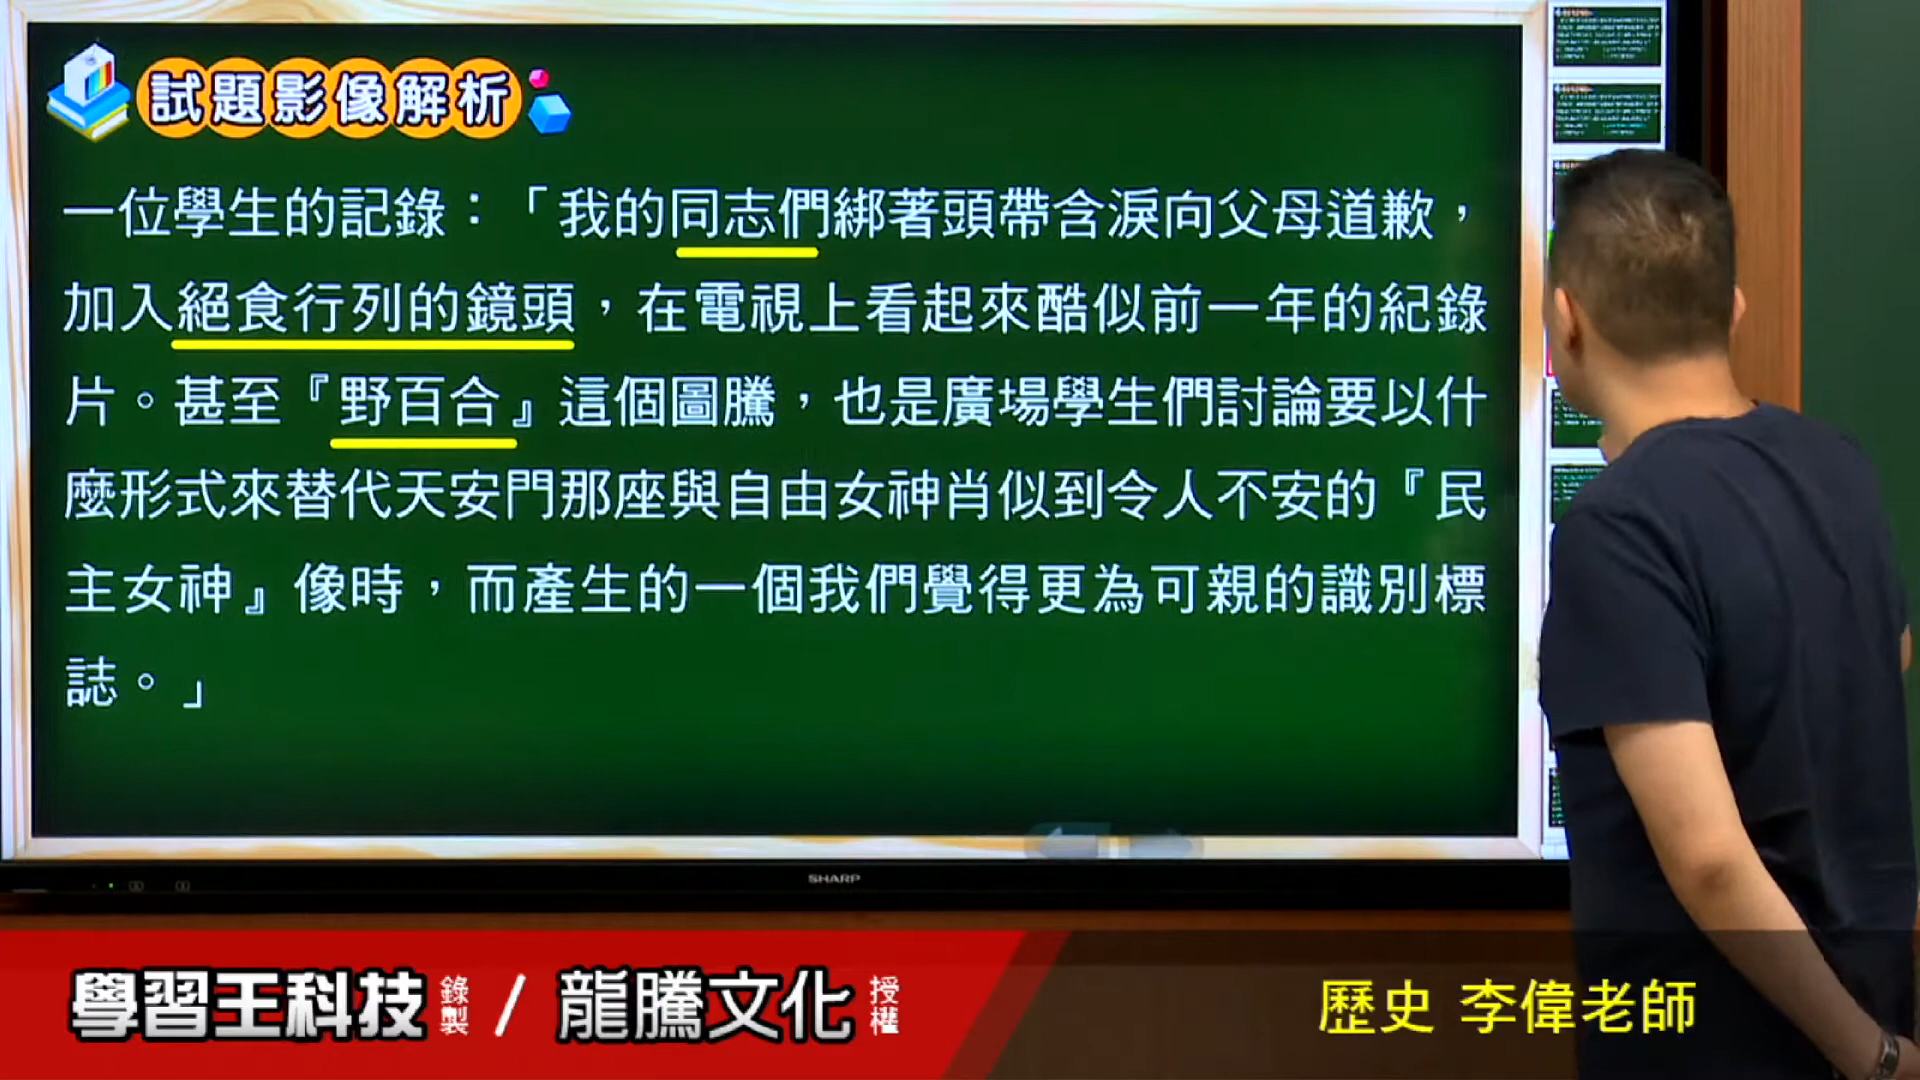 試題影像解析
一位學生的記錄：「我的同志們綁著頭帶含淚向父母道歉，
加入絕食行列的鏡頭，在電視上看起來酷似前一年的紀錄
片。甚至『野百合』這個圖騰，也是廣場學生們討論要以什
麼形式來替代天安門那座與自由女神肖似到令人不安的『民
主女神』像時，而產生的一個我們覺得更為可親的識別標
誌。」
SHARP
學習王科技錄製 / 龍騰文化授權
歷史 李偉老師